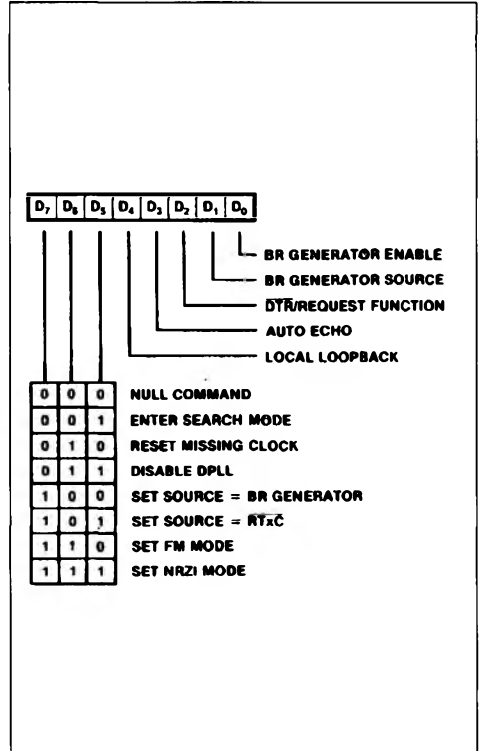 D7 D6 D5 D4 D3 D2 D1 D0
BR GENERATOR ENABLE
BR GENERATOR SOURCE
D̅T̅R̅/REQUEST FUNCTION
AUTO ECHO
LOCAL LOOPBACK
0 0 0 NULL COMMAND
0 0 1 ENTER SEARCH MODE
0 1 0 RESET MISSING CLOCK
0 1 1 DISABLE DPLL
1 0 0 SET SOURCE = BR GENERATOR
1 0 1 SET SOURCE = R̅T̅x̅C̅
1 1 0 SET FM MODE
1 1 1 SET NRZI MODE